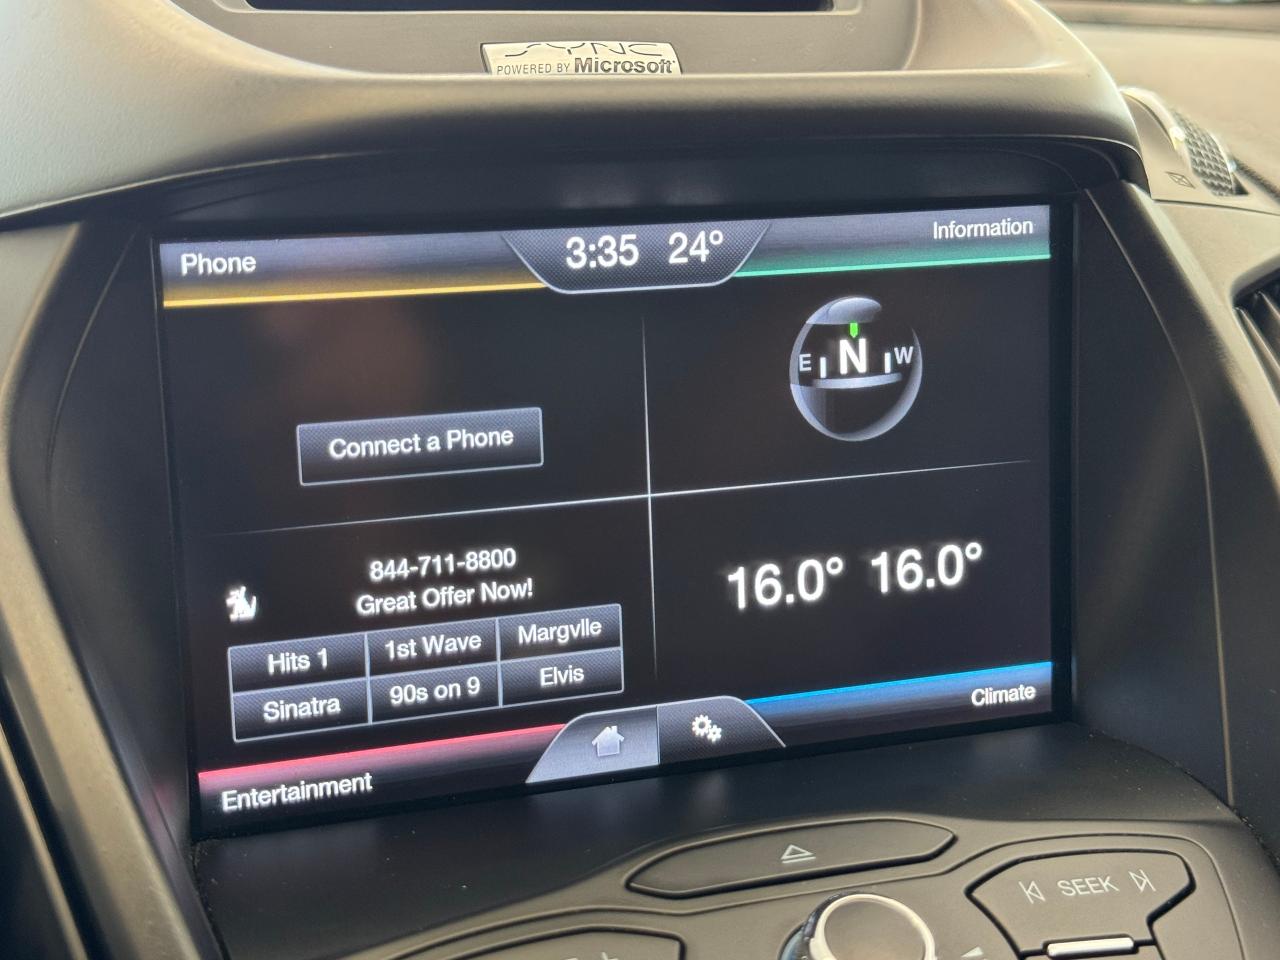 SYNC
POWERED BY Microsoft
Phone
3:35 24°
Information
E N W
Connect a Phone
844-711-8800
Great Offer Now!
16.0° 16.0°
Hits 1 1st Wave Margvlle
Sinatra 90s on 9 Elvis
Entertainment
Climate
SEEK